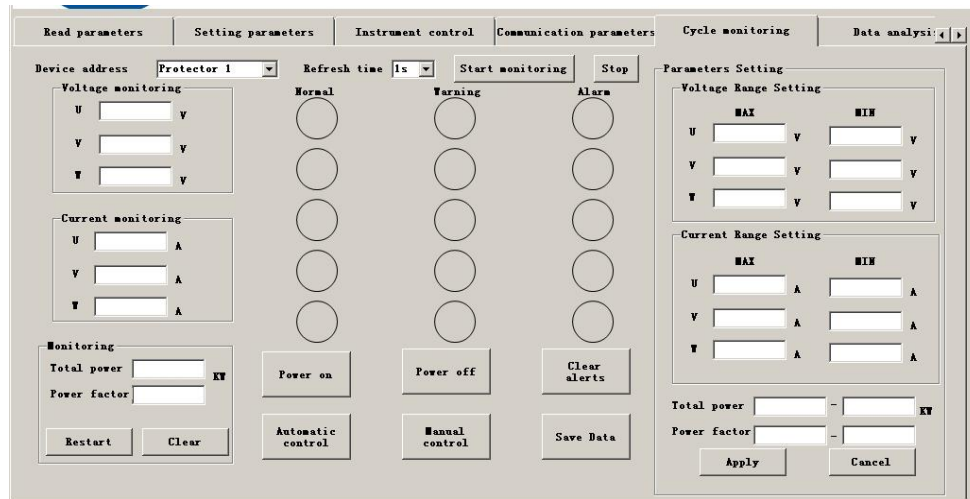 Read parameters Setting parameters Instrument control Communication parameters Cycle monitoring Data analysis
Device address Protector 1 Refresh time 1s Start monitoring Stop
Voltage monitoring
U V
V V
W V
Current monitoring
U A
V A
W A
Monitoring
Total power KW
Power factor
Restart Clear
Normal Warning Alarm
Power on Power off Clear
alerts
Automatic
control
Manual
control
Save Data
Parameters Setting
Voltage Range Setting
MAX MIN
U V V
V V V
W V V
Current Range Setting
MAX MIN
U A A
V A A
W A A
Total power - KW
Power factor -
Apply Cancel